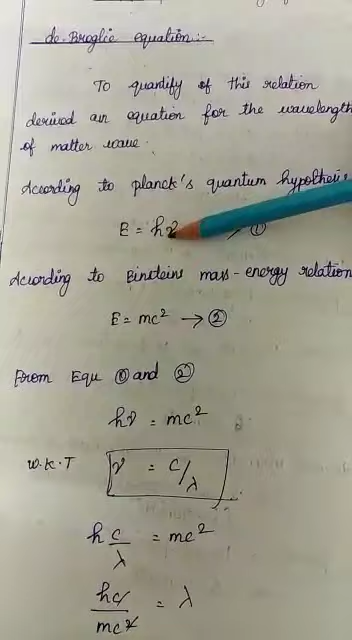 de-Broglie equation:-
To quantify of this relation
derived an equation for the wavelength
of matter wave.
According to planck's quantum hypothesis
E = hν → ①
According to Einsteins mass-energy relation
E = mc² → ②
From Equ ① and ②
hν = mc²
W.K.T ν = c/λ
h c/λ = mc²
hc/mc² = λ